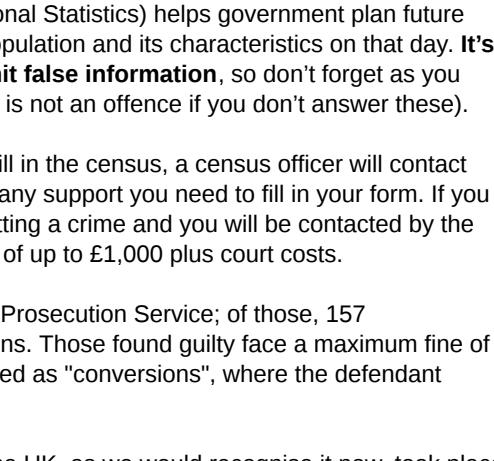 onal Statistics) helps government plan future
opulation and its characteristics on that day. It's
nit false information, so don't forget as you
is not an offence if you don't answer these).
ill in the census, a census officer will contact
any support you need to fill in your form. If you
tting a crime and you will be contacted by the
of up to £1,000 plus court costs.
Prosecution Service; of those, 157
ns. Those found guilty face a maximum fine of
ed as "conversions", where the defendant
UK, as we would recognise it now, took place